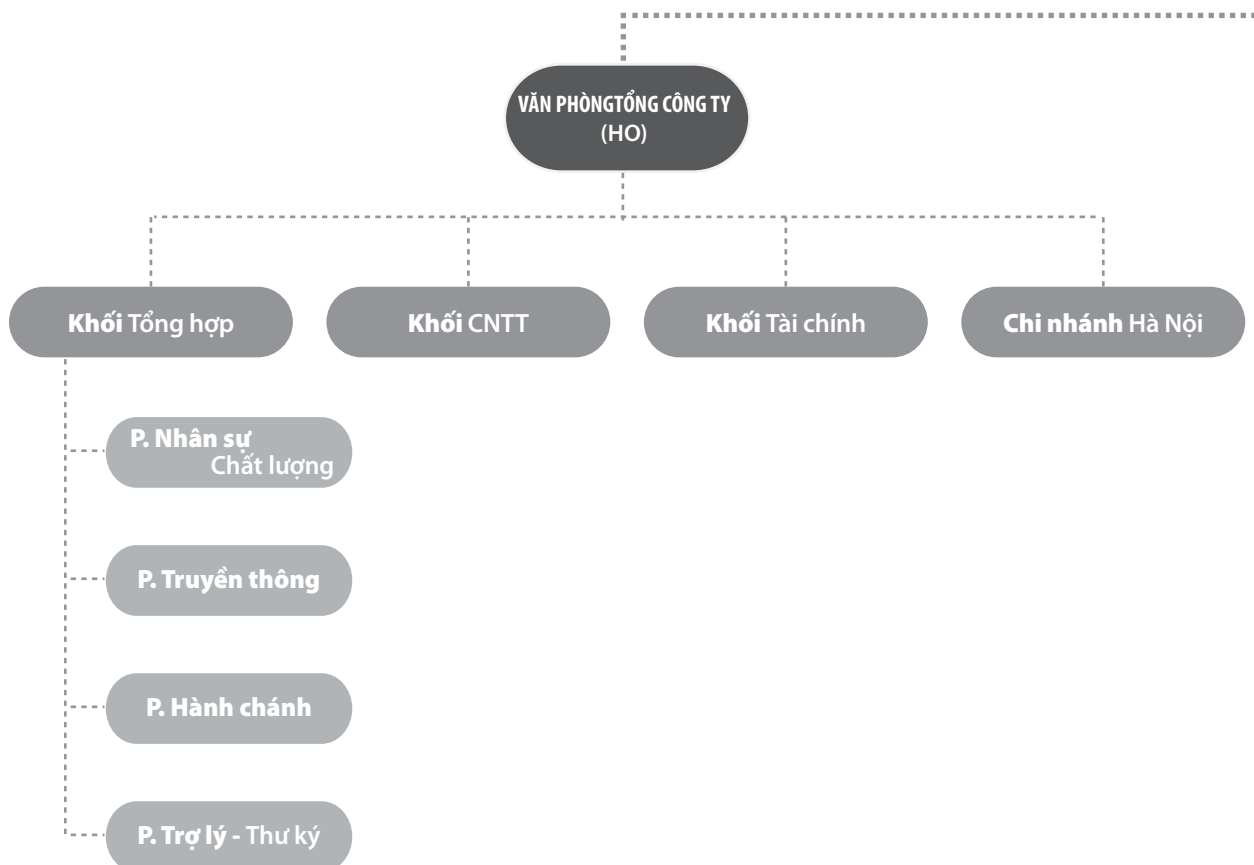 VĂN PHÒNGTỔNG CÔNG TY
(HO)
Khối Tổng hợp
Khối CNTT
Khối Tài chính
Chi nhánh Hà Nội
P. Nhân sự
Chất lượng
P. Truyền thông
P. Hành chánh
P. Trợ lý - Thư ký